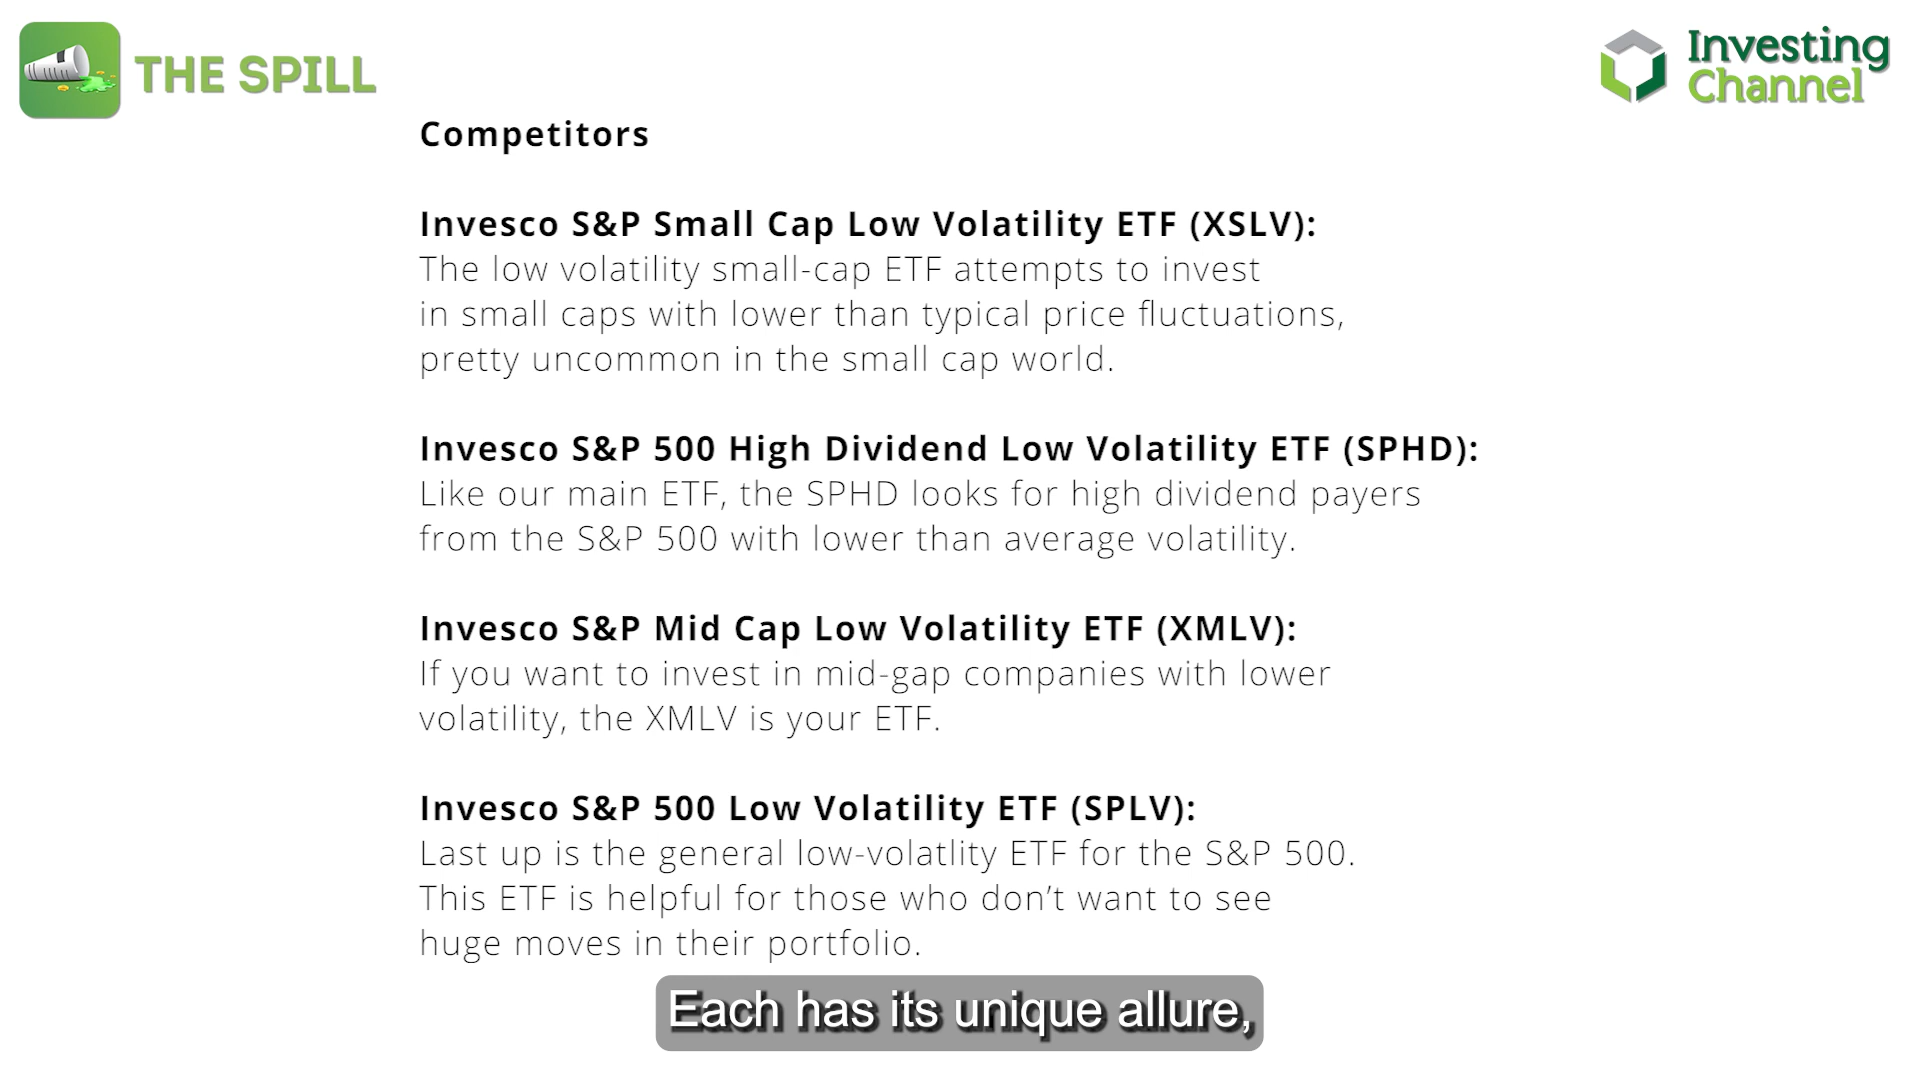 THE SPILL
Investing
Channel
Competitors
Invesco S&P Small Cap Low Volatility ETF (XSLV):
The low volatility small-cap ETF attempts to invest
in small caps with lower than typical price fluctuations,
pretty uncommon in the small cap world.
Invesco S&P 500 High Dividend Low Volatility ETF (SPHD):
Like our main ETF, the SPHD looks for high dividend payers
from the S&P 500 with lower than average volatility.
Invesco S&P Mid Cap Low Volatility ETF (XMLV):
If you want to invest in mid-gap companies with lower
volatility, the XMLV is your ETF.
Invesco S&P 500 Low Volatility ETF (SPLV):
Last up is the general low-volatlity ETF for the S&P 500.
This ETF is helpful for those who don’t want to see
huge moves in their portfolio.
Each has its unique allure,